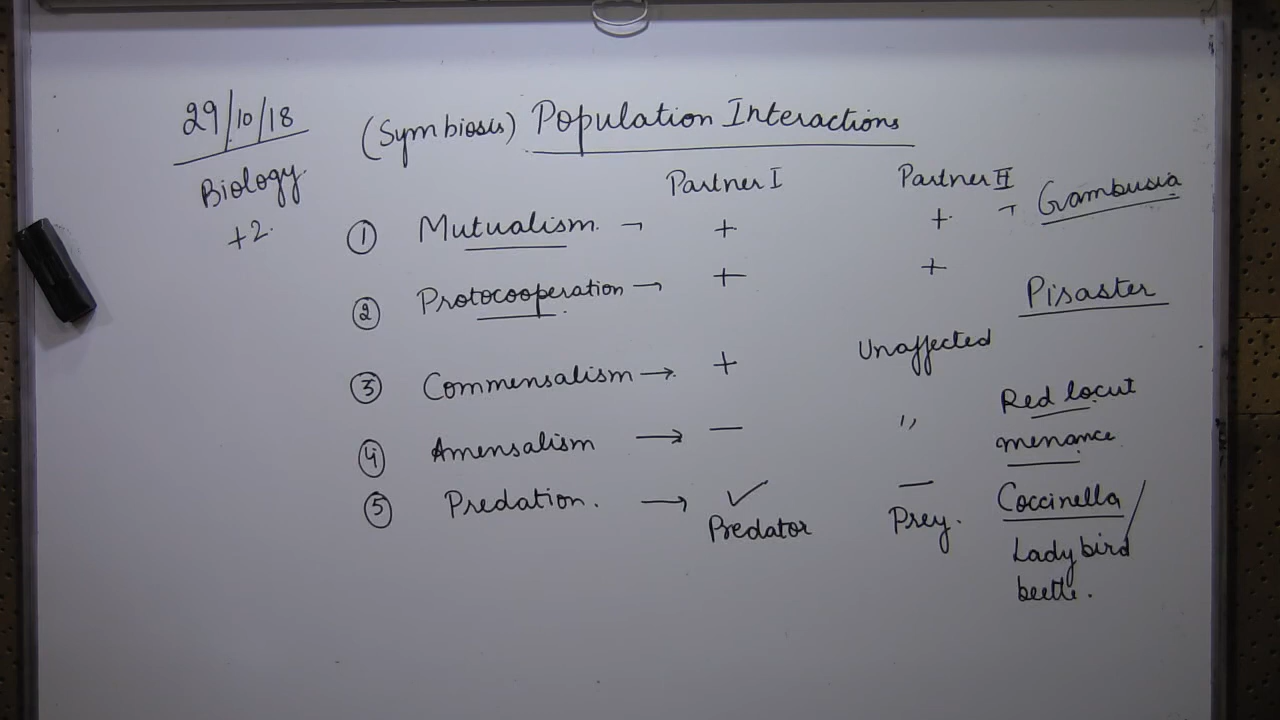 29/10/18
Biology
+2.
(Symbiosis) Population Interactions
Partner I Partner II
① Mutualism. ¬ + + ¬ Gambusia
② Protocooperation → + +
Pisaster
③ Commensalism → + Unaffected
④ Amensalism → — ,, Red locut
menance
⑤ Predation. → ✓ — Coccinella/
Predator Prey. Lady bird
beetle.